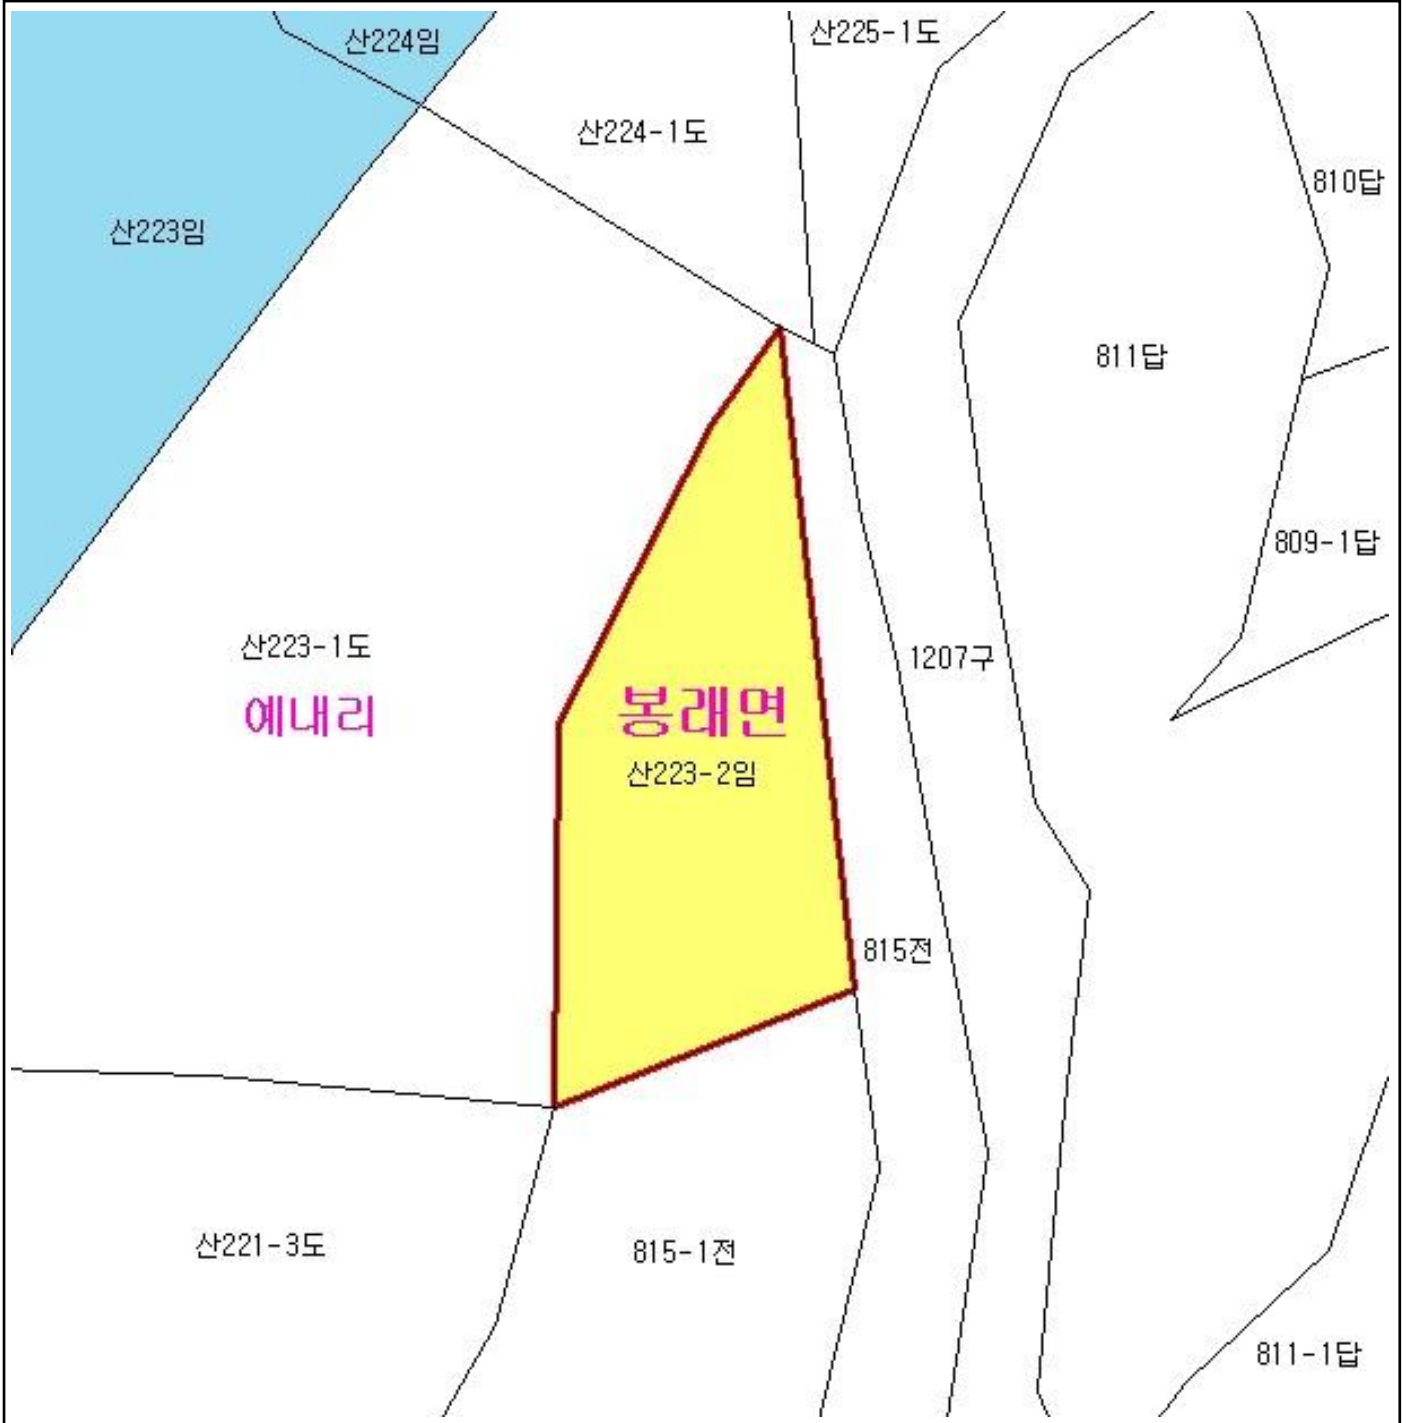 산224임
산225-1도
산224-1도
810답
산223임
811답
809-1답
산223-1도
1207구
예내리
봉래면
산223-2임
815전
산221-3도
815-1전
811-1답